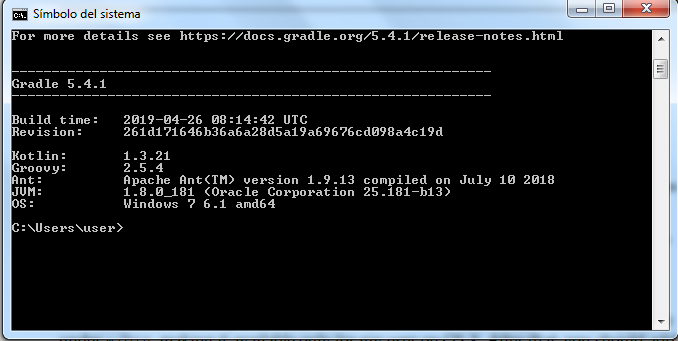 Símbolo del sistema
For more details see https://docs.gradle.org/5.4.1/release-notes.html
------------------------------------------------------------
Gradle 5.4.1
------------------------------------------------------------
Build time:   2019-04-26 08:14:42 UTC
Revision:     261d171646b36a6a28d5a19a69676cd098a4c19d
Kotlin:       1.3.21
Groovy:       2.5.4
Ant:          Apache Ant(TM) version 1.9.13 compiled on July 10 2018
JVM:          1.8.0_181 (Oracle Corporation 25.181-b13)
OS:           Windows 7 6.1 amd64
C:\Users\user>